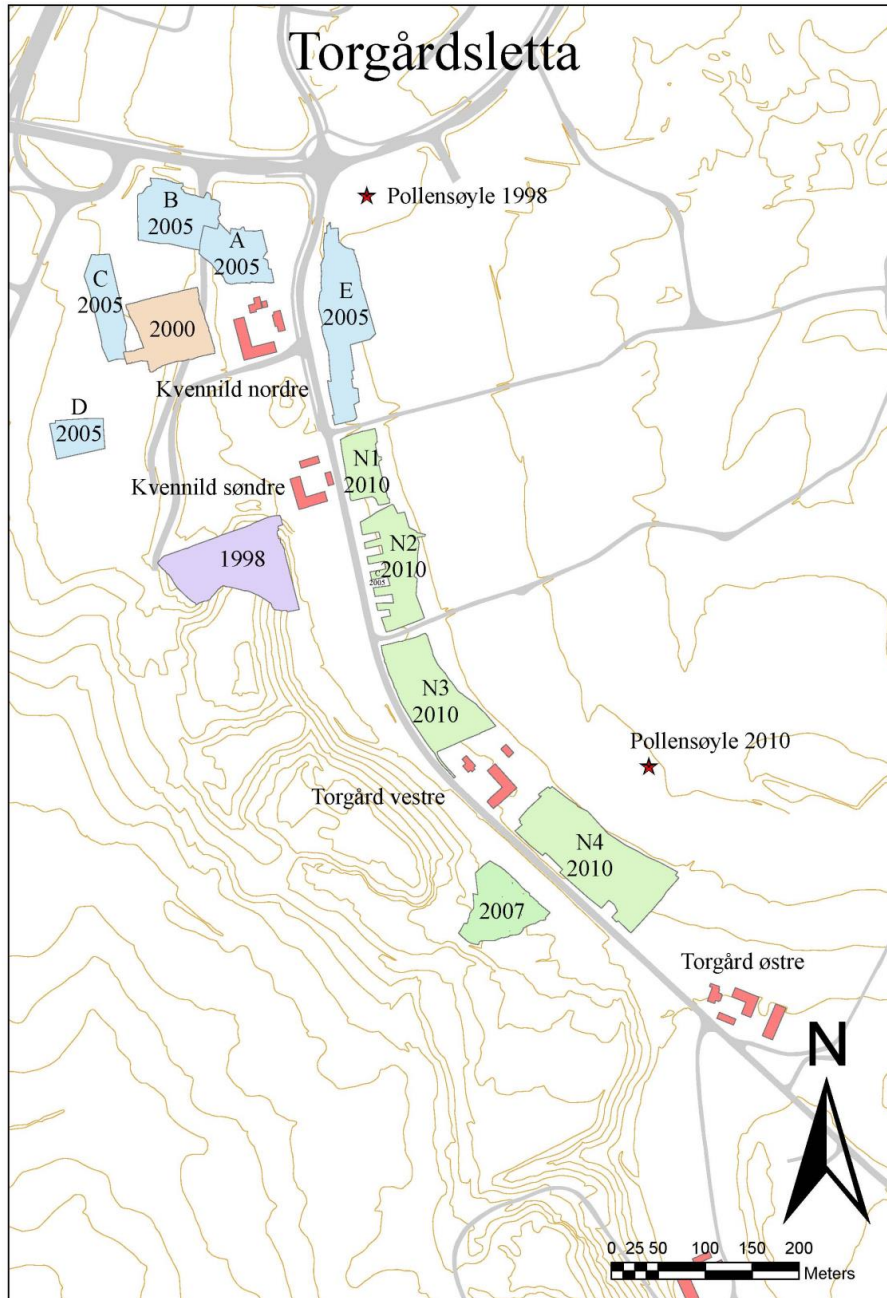 Torgårdsletta
Pollensøyle 1998
B
2005
A
2005
C
2005
E
2005
2000
Kvennild nordre
D
2005
N1
2010
Kvennild søndre
N2
2010
2005
1998
N3
2010
Pollensøyle 2010
Torgård vestre
N4
2010
2007
Torgård østre
N
0 25 50 100 150 200
Meters